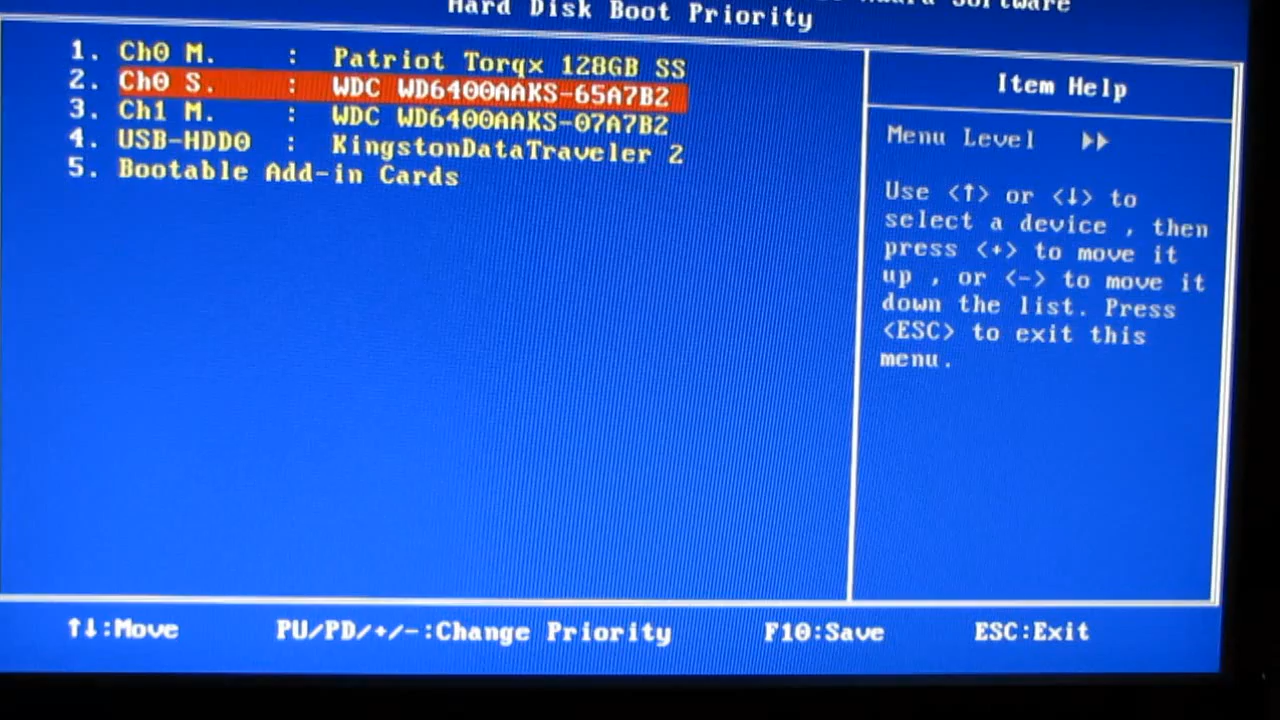 Award Software
Hard Disk Boot Priority
1. Ch0 M. : Patriot Torqx 128GB SS
2. Ch0 S. : WDC WD6400AAKS-65A7B2
3. Ch1 M. : WDC WD6400AAKS-07A7B2
4. USB-HDD0 : KingstonDataTraveler 2
5. Bootable Add-in Cards
Item Help
Menu Level ▸▸
Use <↑> or <↓> to
select a device , then
press <+> to move it
up , or <-> to move it
down the list. Press
<ESC> to exit this
menu.
↑↓:Move PU/PD/+/-:Change Priority F10:Save ESC:Exit